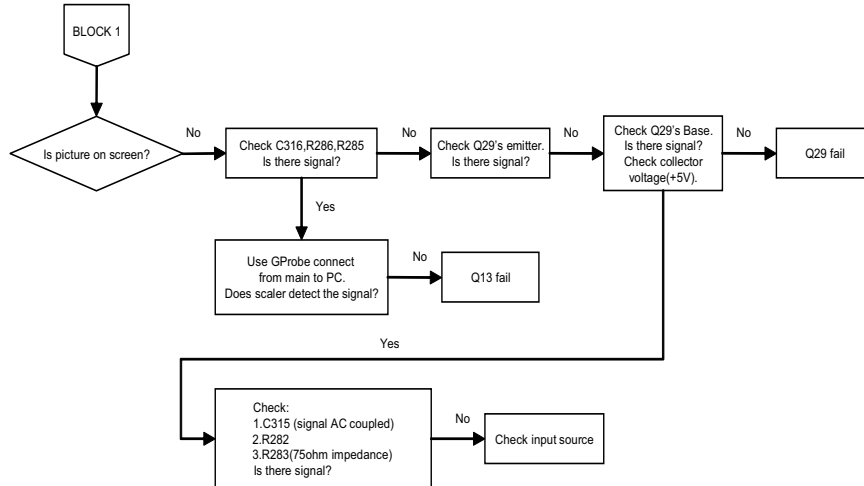 BLOCK 1
Is picture on screen?
No
Check C316,R286,R285
Is there signal?
No
Check Q29's emitter.
Is there signal?
No
Check Q29's Base.
Is there signal?
Check collector
voltage(+5V).
No
Q29 fail
Yes
Use GProbe connect
from main to PC.
Does scaler detect the signal?
No
Q13 fail
Yes
Check:
1.C315 (signal AC coupled)
2.R282
3.R283(75ohm impedance)
Is there signal?
No
Check input source